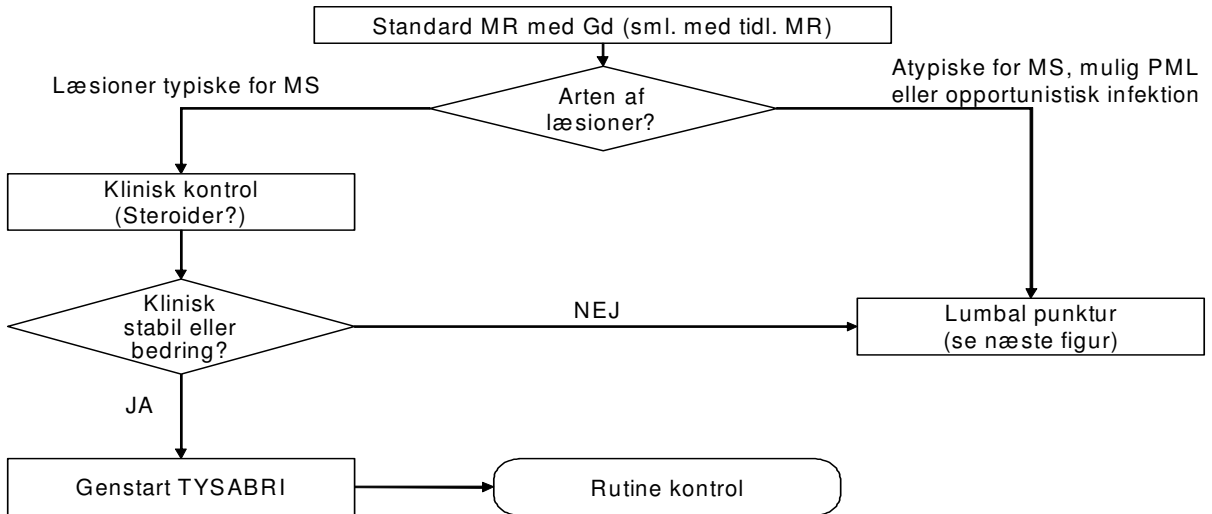 Standard MR med Gd (sml. med tidl. MR)
Læsioner typiske for MS
Arten af
læsioner?
Atypiske for MS, mulig PML
eller opportunistisk infektion
Klinisk kontrol
(Steroider?)
Klinisk
stabil eller
bedring?
NEJ
Lumbal punktur
(se næste figur)
JA
Genstart TYSABRI
Rutine kontrol